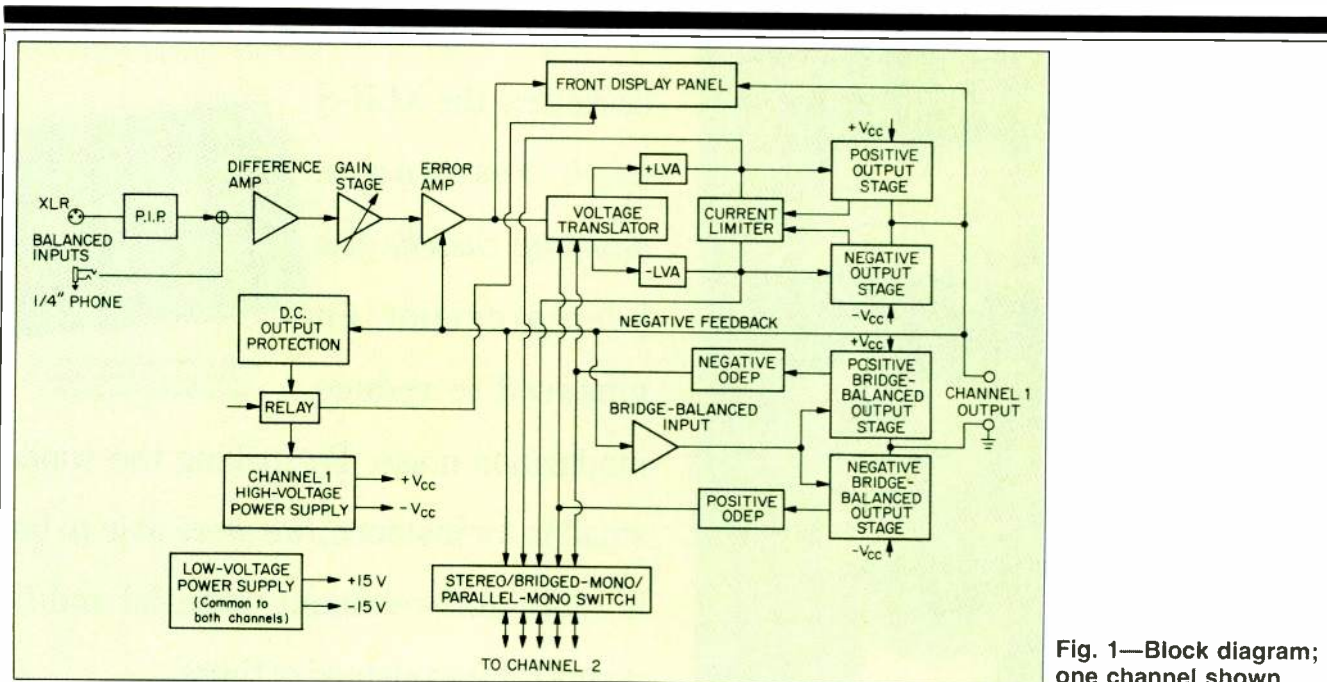 FRONT DISPLAY PANEL
+VCC
DIFFERENCE
AMP
GAIN
STAGE
ERROR
AMP
+LVA
POSITIVE
OUTPUT
STAGE
XLR
P.I.P.
VOLTAGE
TRANSLATOR
CURRENT
LIMITER
BALANCED
INPUTS
-LVA
NEGATIVE
OUTPUT
STAGE
1/4" PHONE
-VCC
D.C.
OUTPUT
PROTECTION
NEGATIVE FEEDBACK
+VCC
NEGATIVE
ODEP
POSITIVE
BRIDGE-
BALANCED
OUTPUT
STAGE
CHANNEL 1
OUTPUT
RELAY
BRIDGE-BALANCED
INPUT
CHANNEL 1
HIGH-VOLTAGE
POWER SUPPLY
+VCC
-VCC
POSITIVE
ODEP
NEGATIVE
BRIDGE-
BALANCED
OUTPUT
STAGE
-VCC
LOW-VOLTAGE
POWER SUPPLY
(Common to
both channels)
+15 V
-15 V
STEREO/BRIDGED-MONO/
PARALLEL-MONO SWITCH
TO CHANNEL 2
Fig. 1—Block diagram;
one channel shown